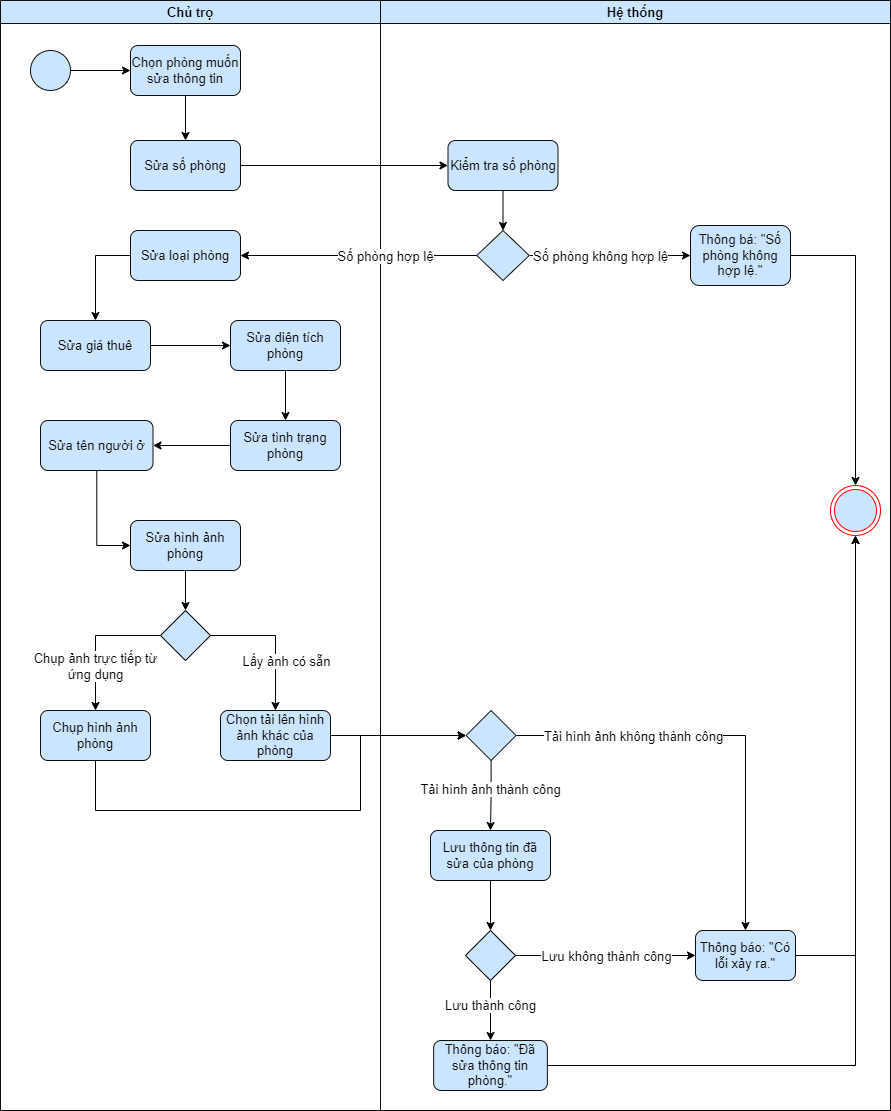 Chủ trọ
Hệ thống
Chọn phòng muốn
sửa thông tin
Sửa số phòng
Kiểm tra số phòng
Sửa loại phòng
Số phòng hợp lệ
Số phòng không hợp lệ
Thông bá: "Số
phòng không
hợp lệ."
Sửa giá thuê
Sửa diện tích
phòng
Sửa tên người ở
Sửa tình trạng
phòng
Sửa hình ảnh
phòng
Chụp ảnh trực tiếp từ
ứng dụng
Lấy ảnh có sẵn
Chụp hình ảnh
phòng
Chọn tải lên hình
ảnh khác của
phòng
Tải hình ảnh không thành công
Tải hình ảnh thành công
Lưu thông tin đã
sửa của phòng
Lưu không thành công
Thông báo: "Có
lỗi xảy ra."
Lưu thành công
Thông báo: "Đã
sửa thông tin
phòng."